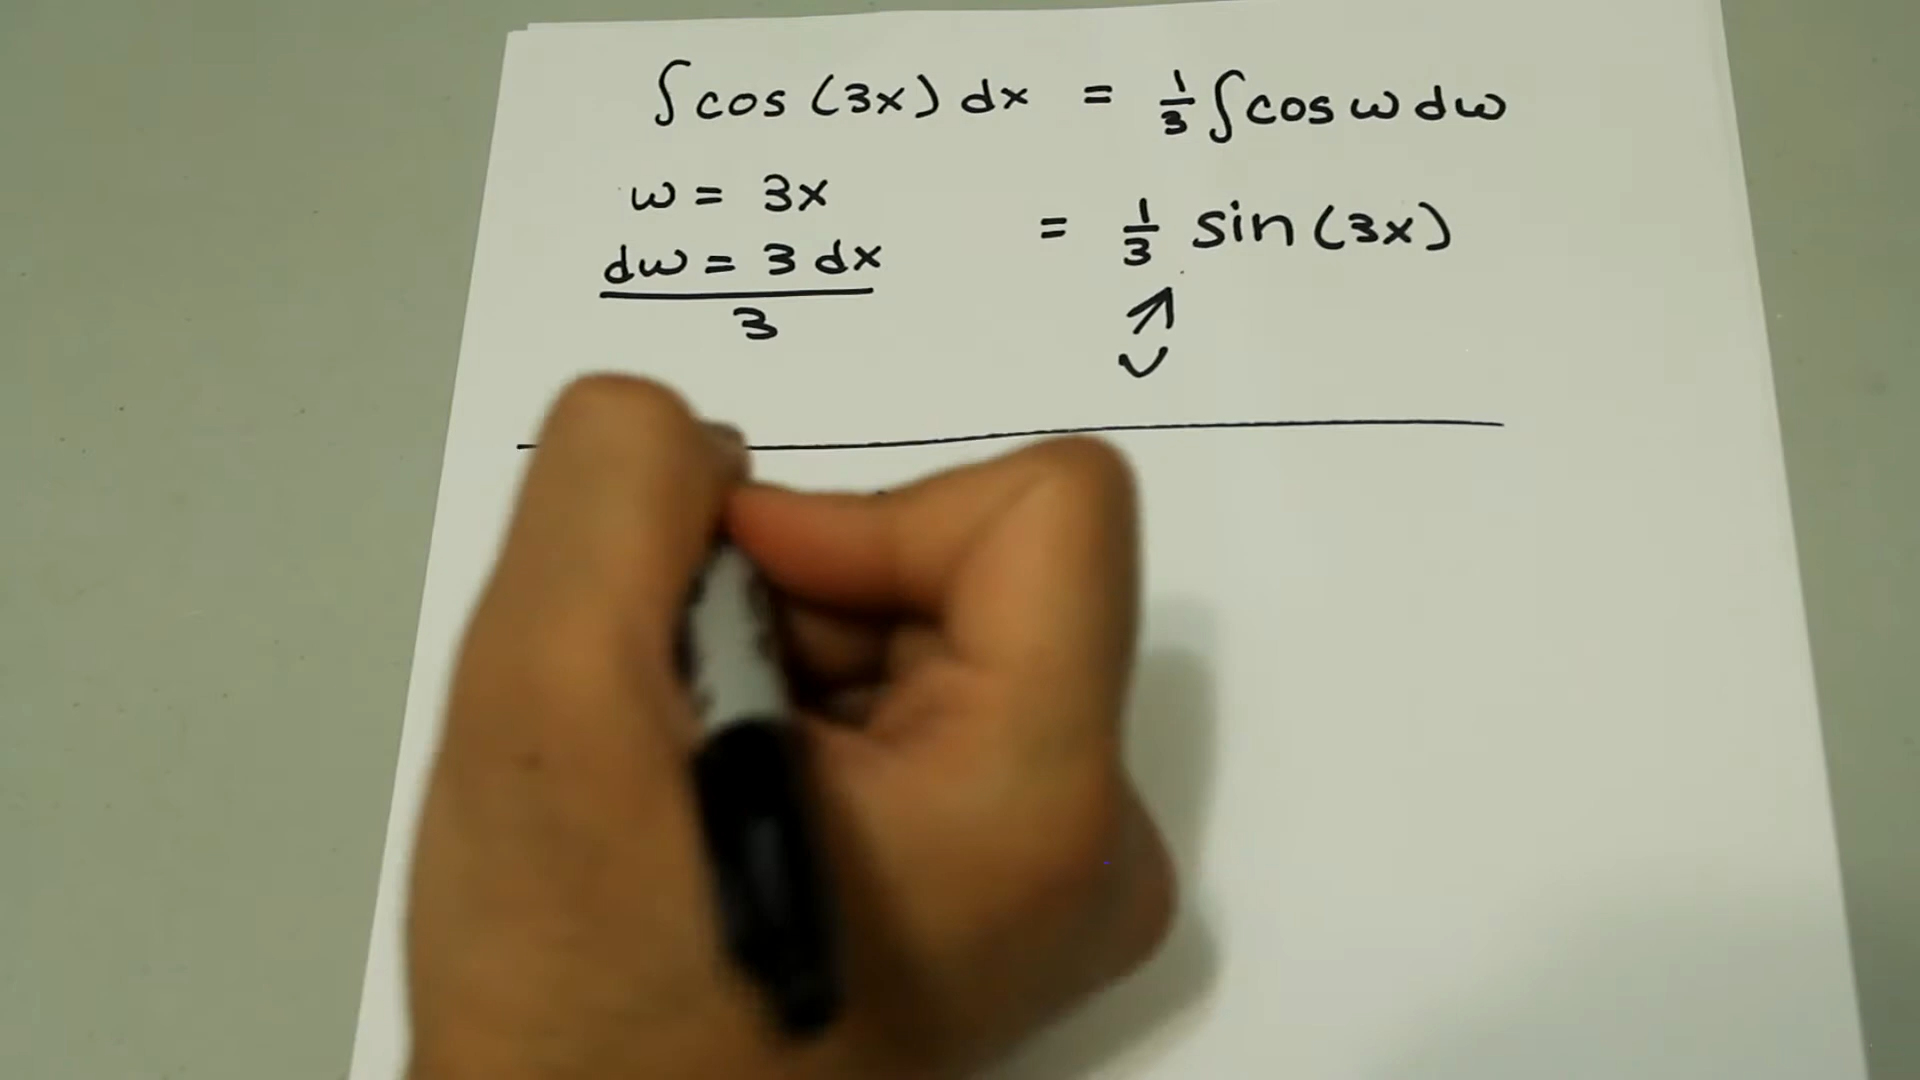 ∫cos (3x) dx = 1/3 ∫cos w dw
w = 3x
= 1/3 sin (3x)
dw = 3 dx
3
v